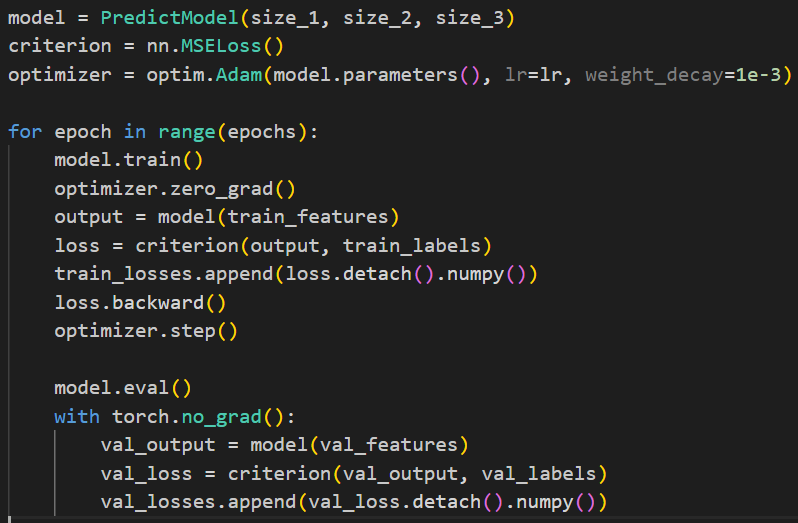 model = PredictModel(size_1, size_2, size_3)
criterion = nn.MSELoss()
optimizer = optim.Adam(model.parameters(), lr=lr, weight_decay=1e-3)

for epoch in range(epochs):
    model.train()
    optimizer.zero_grad()
    output = model(train_features)
    loss = criterion(output, train_labels)
    train_losses.append(loss.detach().numpy())
    loss.backward()
    optimizer.step()

    model.eval()
    with torch.no_grad():
        val_output = model(val_features)
        val_loss = criterion(val_output, val_labels)
        val_losses.append(val_loss.detach().numpy())